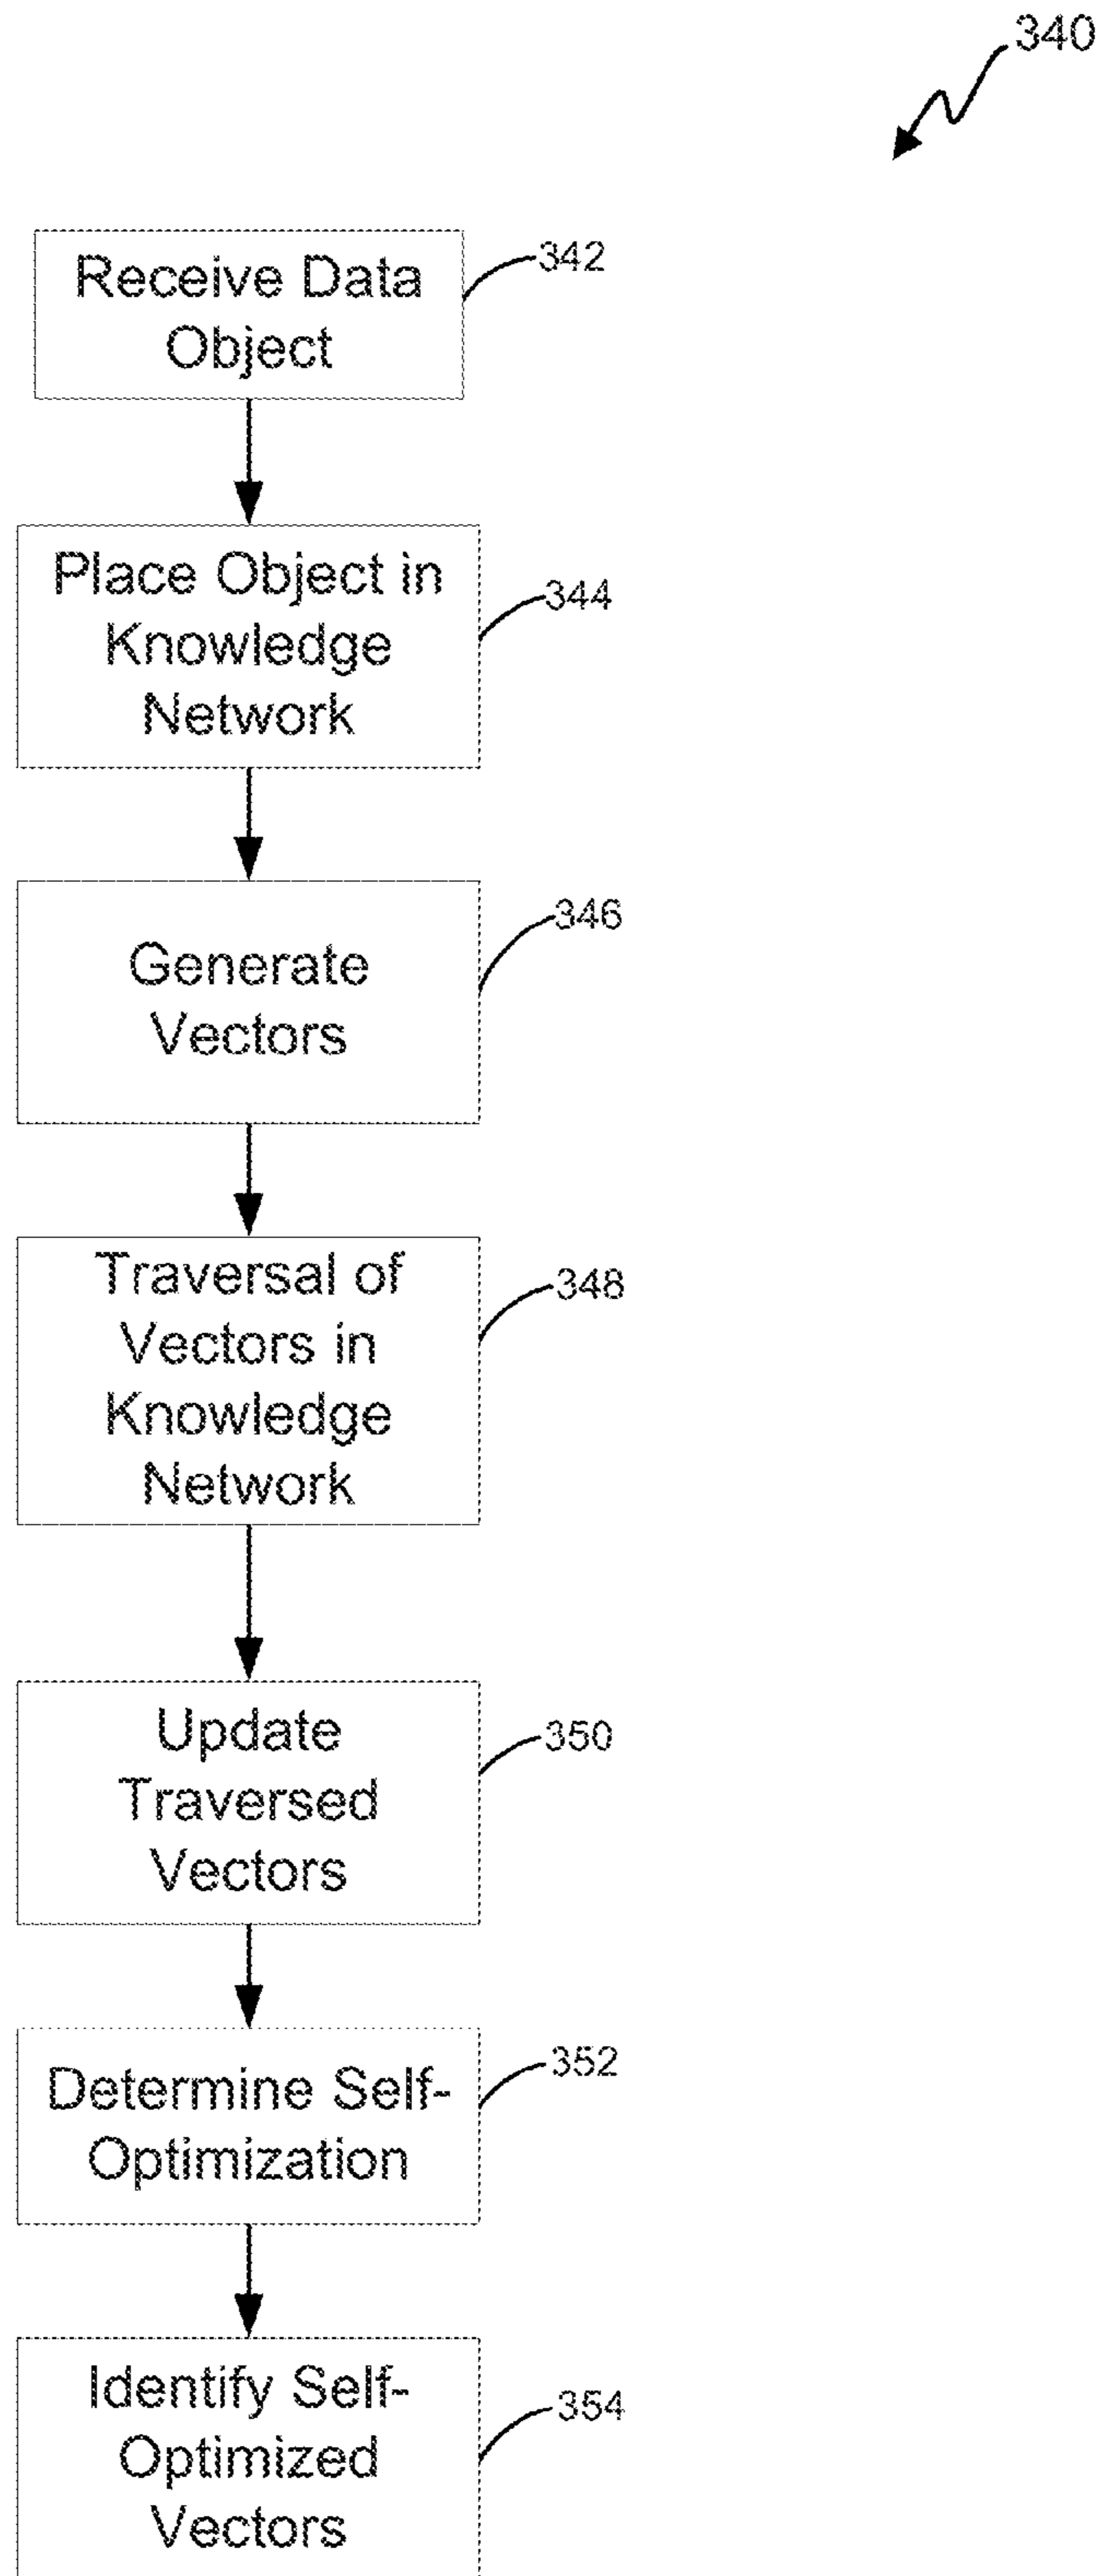 340
Receive Data
Object
342
Place Object in
Knowledge
Network
344
Generate
Vectors
346
Traversal of
Vectors in
Knowledge
Network
348
Update
Traversed
Vectors
350
Determine Self-
Optimization
352
Identify Self-
Optimized
Vectors
354